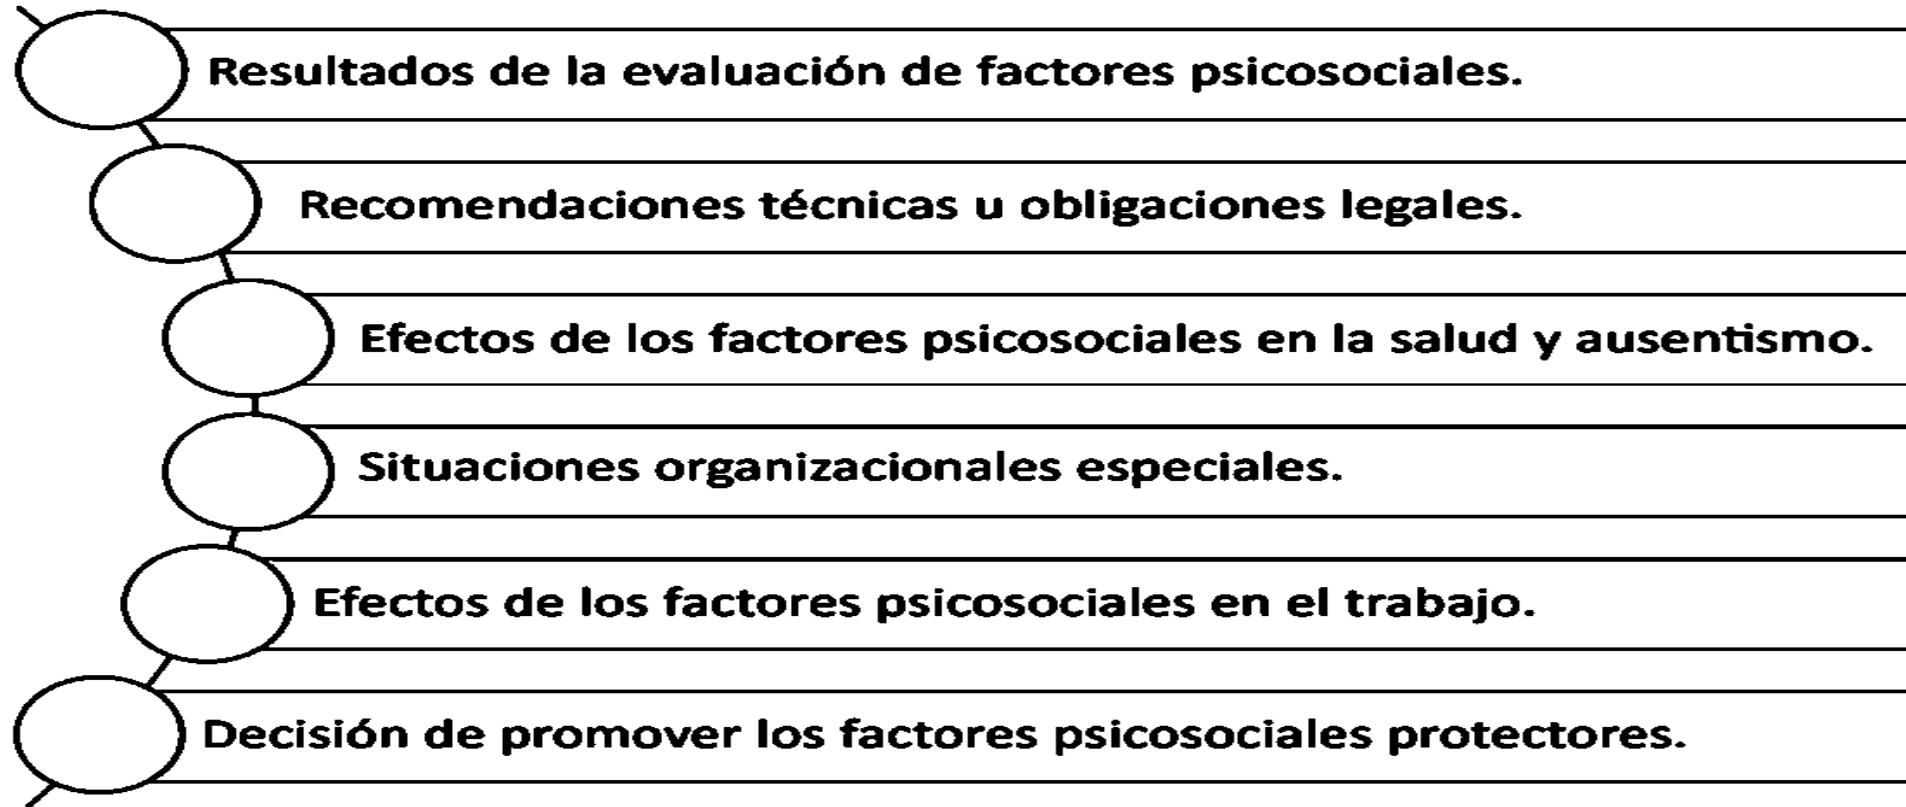 Resultados de la evaluación de factores psicosociales.
Recomendaciones técnicas u obligaciones legales.
Efectos de los factores psicosociales en la salud y ausentismo.
Situaciones organizacionales especiales.
Efectos de los factores psicosociales en el trabajo.
Decisión de promover los factores psicosociales protectores.